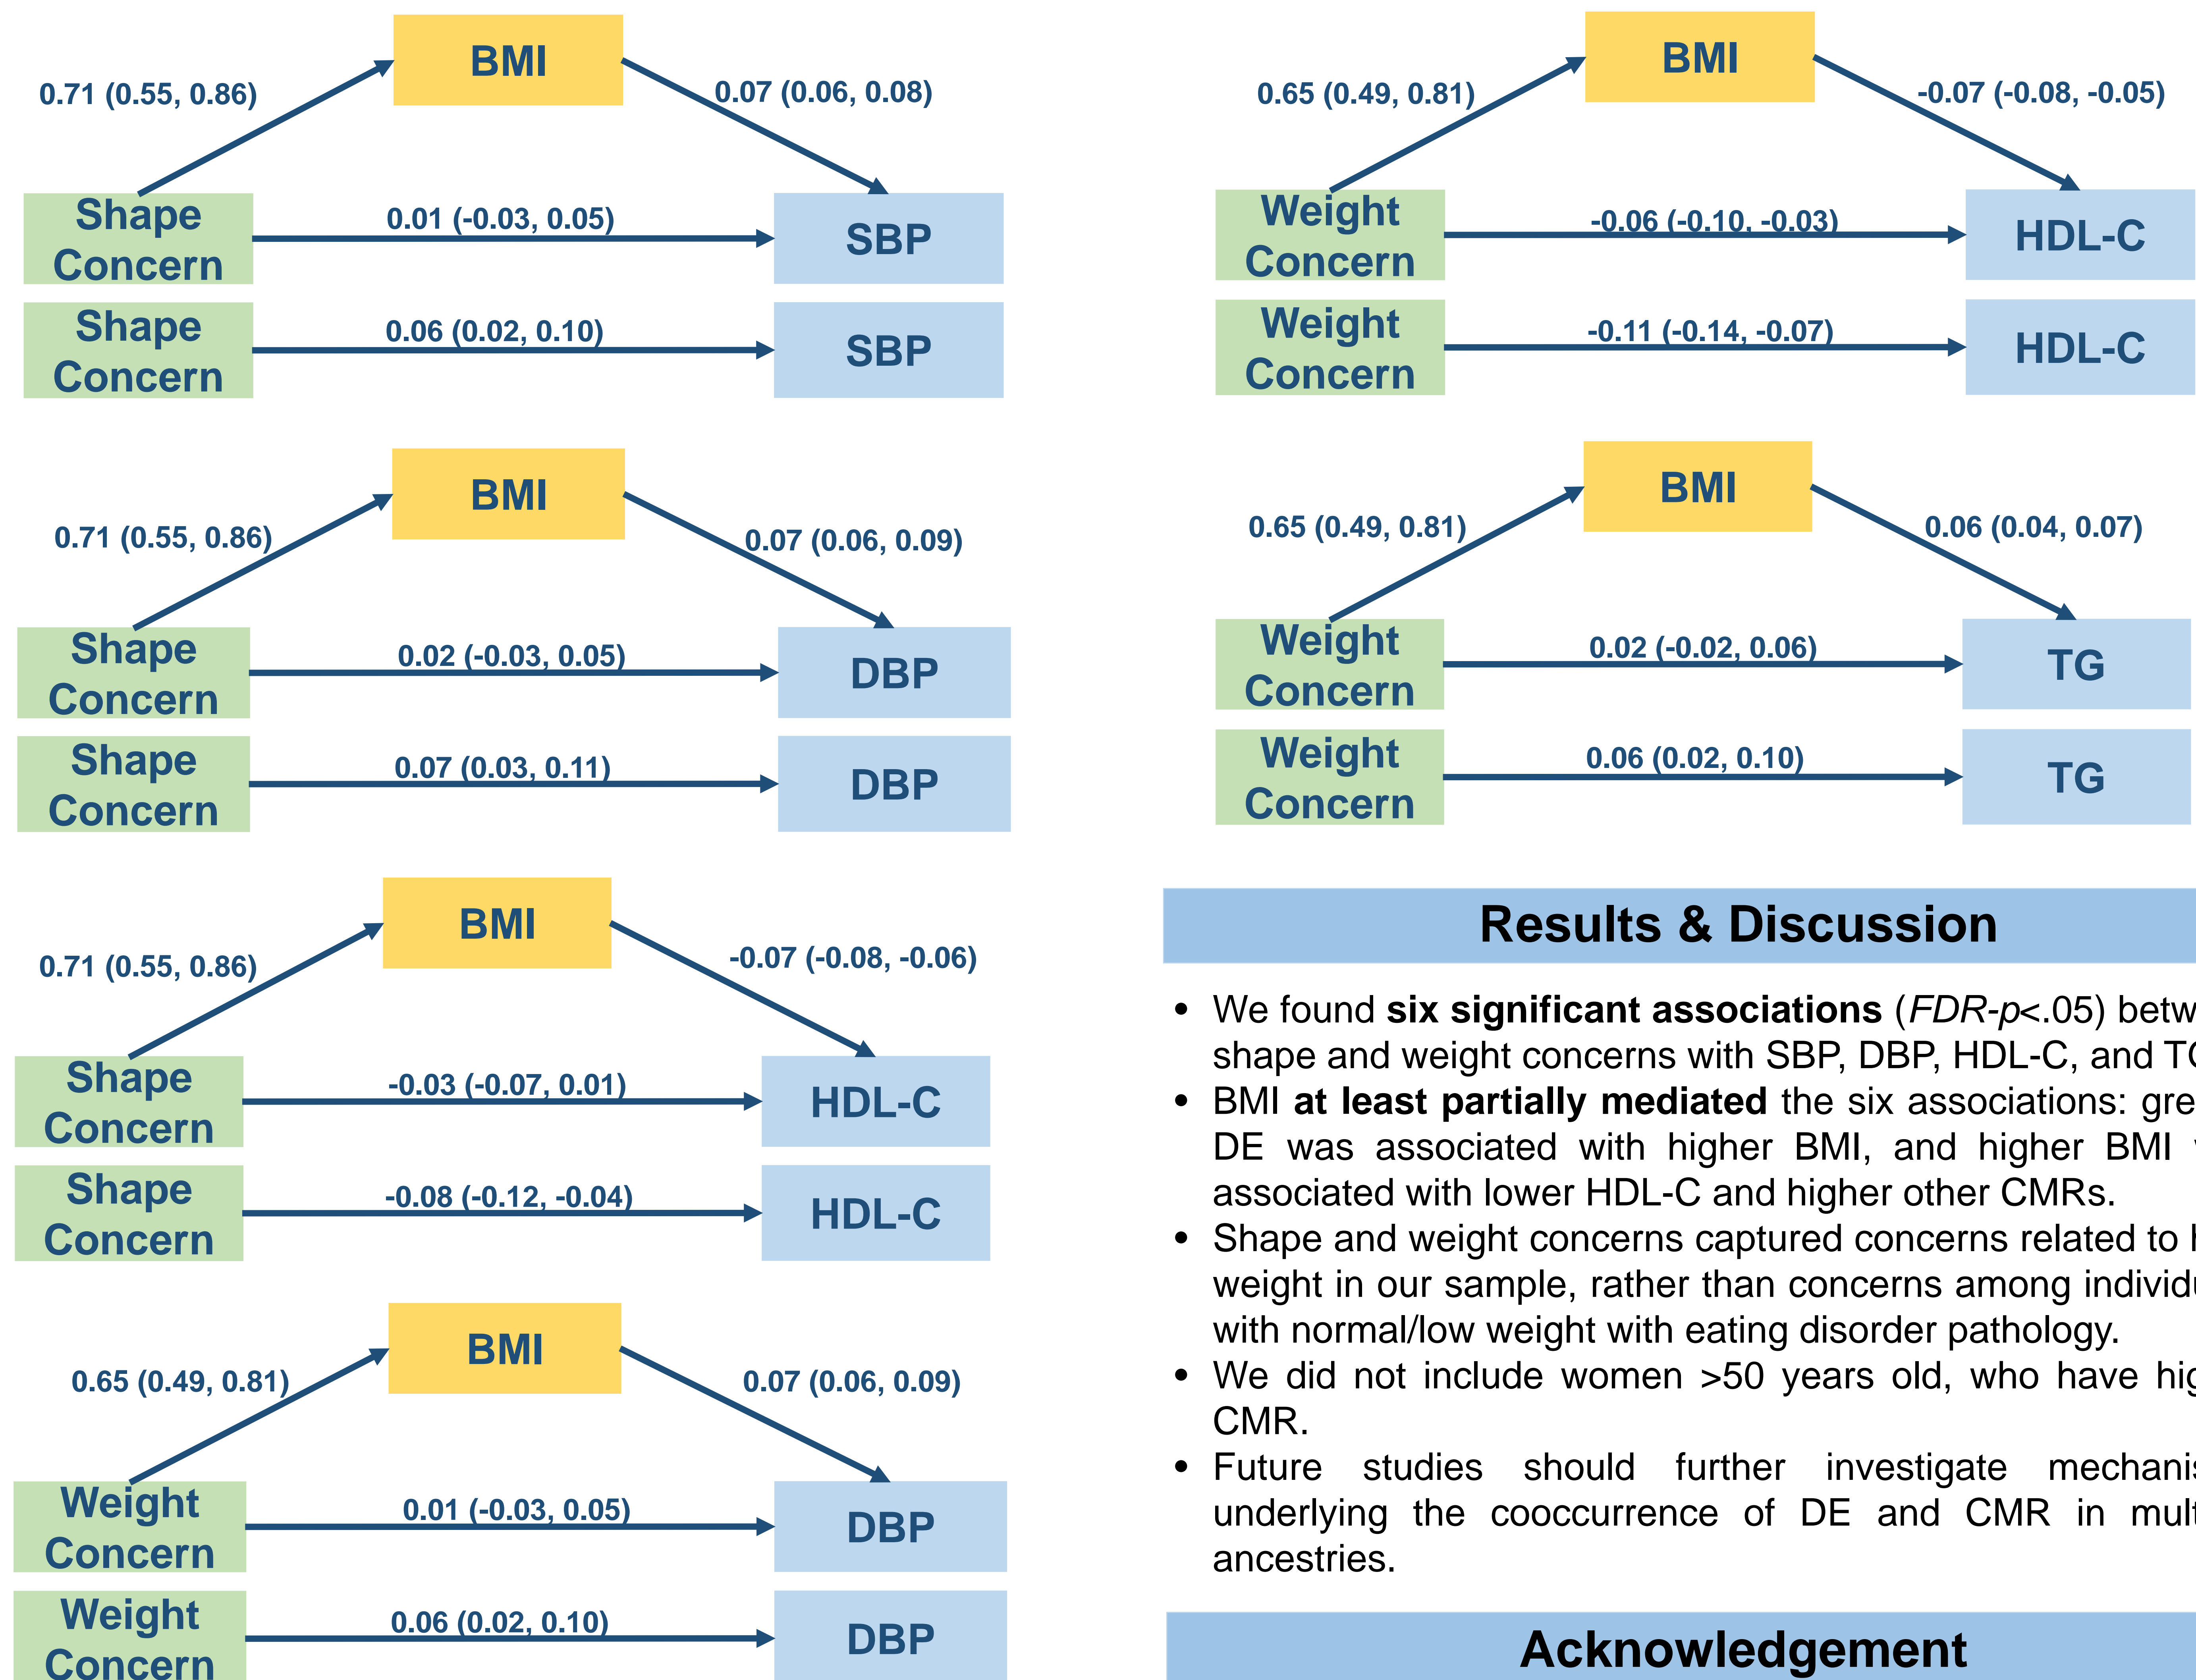 BMI
0.71 (0.55, 0.86)
0.07 (0.06, 0.08)
Shape
Concern
0.01 (-0.03, 0.05)
SBP
Shape
Concern
0.06 (0.02, 0.10)
SBP
BMI
0.71 (0.55, 0.86)
0.07 (0.06, 0.09)
Shape
Concern
0.02 (-0.03, 0.05)
DBP
Shape
Concern
0.07 (0.03, 0.11)
DBP
BMI
0.71 (0.55, 0.86)
-0.07 (-0.08, -0.06)
Shape
Concern
-0.03 (-0.07, 0.01)
HDL-C
Shape
Concern
-0.08 (-0.12, -0.04)
HDL-C
BMI
0.65 (0.49, 0.81)
0.07 (0.06, 0.09)
Weight
Concern
0.01 (-0.03, 0.05)
DBP
Weight
Concern
0.06 (0.02, 0.10)
DBP
BMI
0.65 (0.49, 0.81)
-0.07 (-0.08, -0.05)
Weight
Concern
-0.06 (-0.10, -0.03)
HDL-C
Weight
Concern
-0.11 (-0.14, -0.07)
HDL-C
BMI
0.65 (0.49, 0.81)
0.06 (0.04, 0.07)
Weight
Concern
0.02 (-0.02, 0.06)
TG
Weight
Concern
0.06 (0.02, 0.10)
TG
Results & Discussion
• We found six significant associations (FDR-p<.05)
shape and weight concerns with SBP, DBP, HDL-C, and
• BMI at least partially mediated the six associations:
DE was associated with higher BMI, and higher BMI
associated with lower HDL-C and higher other CMRs.
• Shape and weight concerns captured concerns related to
weight in our sample, rather than concerns among
with normal/low weight with eating disorder pathology.
• We did not include women >50 years old, who have
CMR.
• Future studies should further investigate
underlying the cooccurrence of DE and CMR in
ancestries.
Acknowledgement